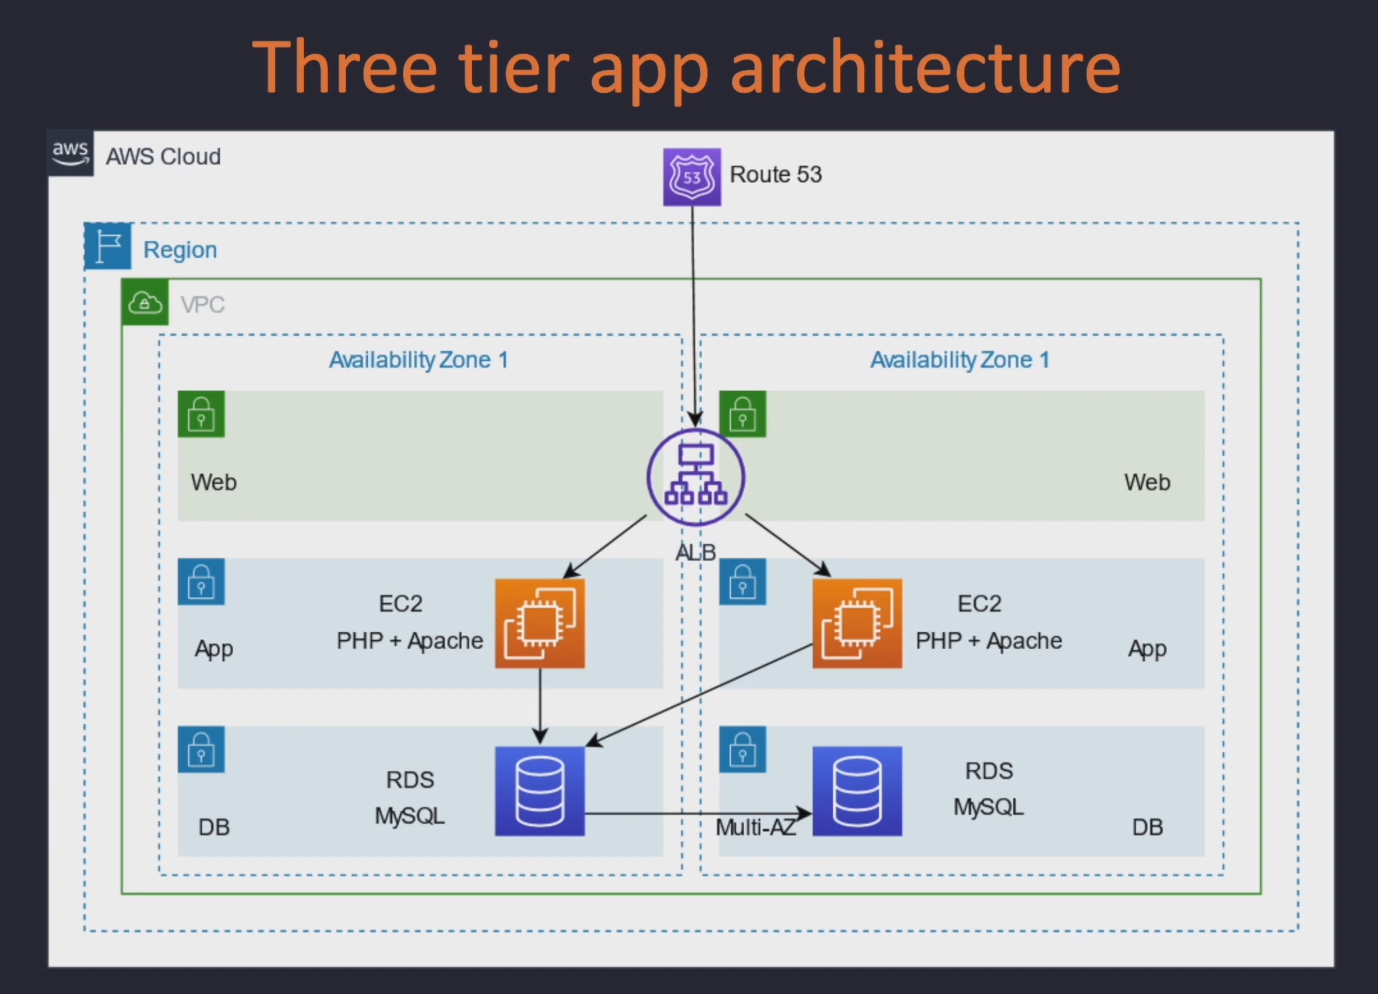 Three tier app architecture
aws
AWS Cloud
53
Route 53
Region
VPC
Availability Zone 1
Availability Zone 1
Web
Web
ALB
EC2
PHP + Apache
App
EC2
PHP + Apache
App
RDS
MySQL
DB
Multi-AZ
RDS
MySQL
DB